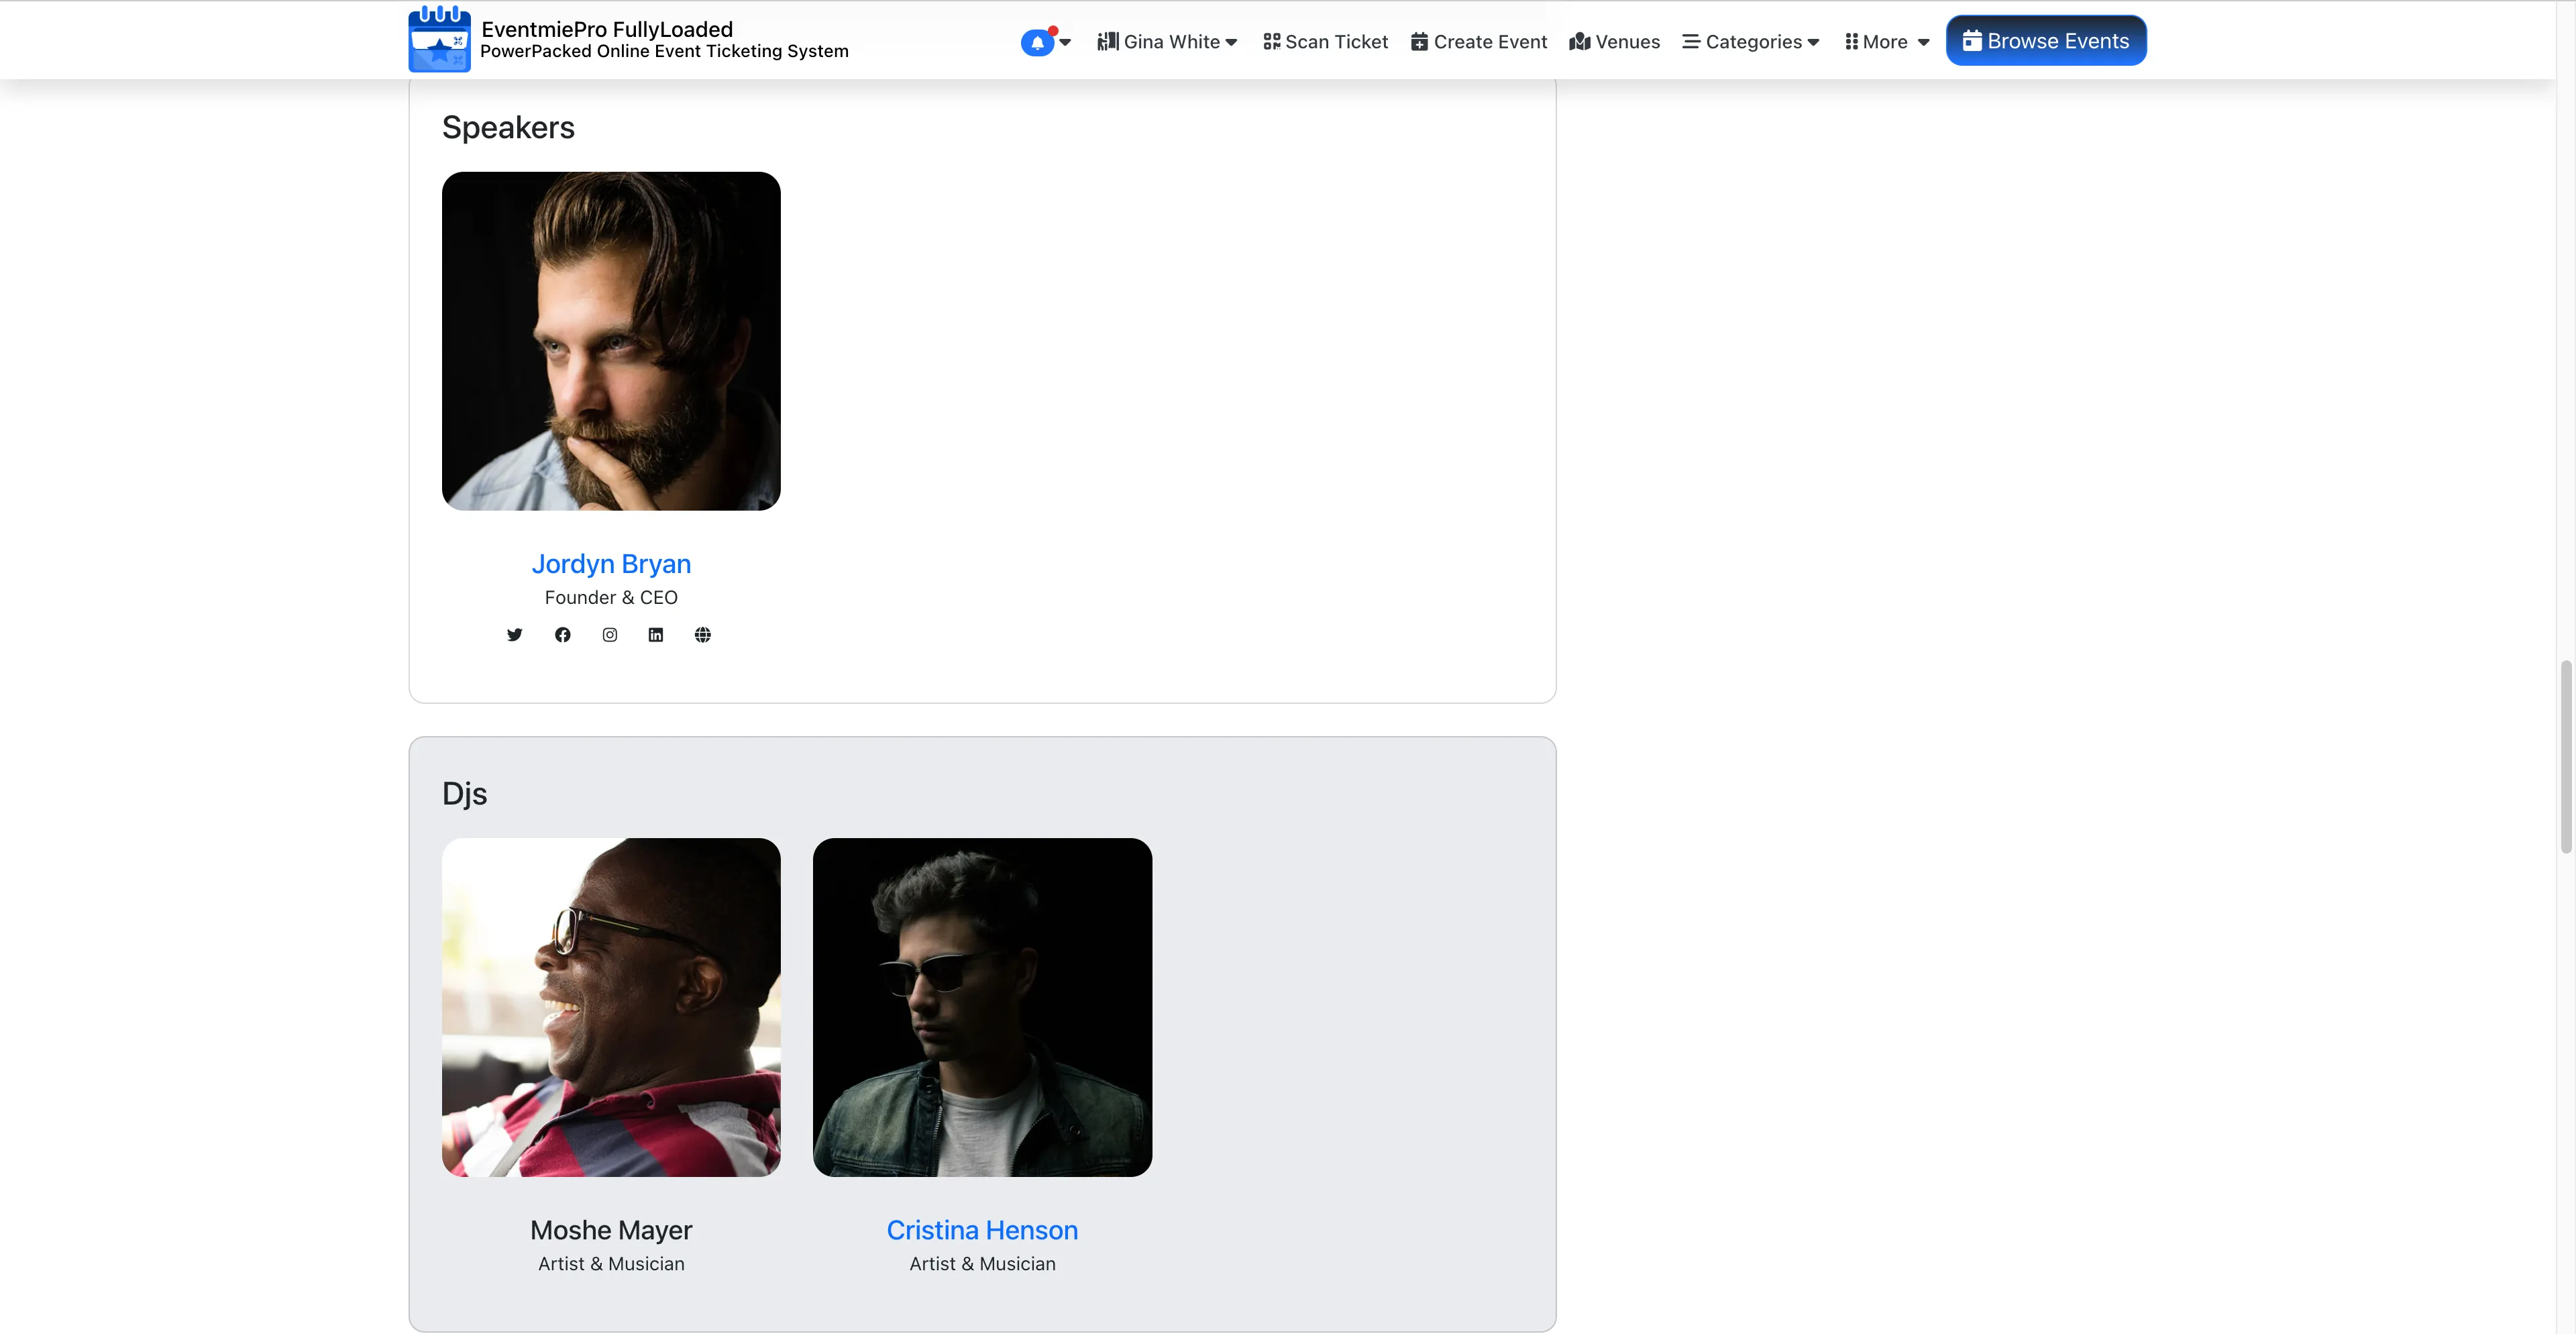 EventmiePro FullyLoaded
PowerPacked Online Event Ticketing System
Gina White
Scan Ticket
Create Event
Venues
Categories
More
Browse Events
Speakers
Jordyn Bryan
Founder & CEO
Djs
Moshe Mayer
Cristina Henson
Artist & Musician
Artist & Musician